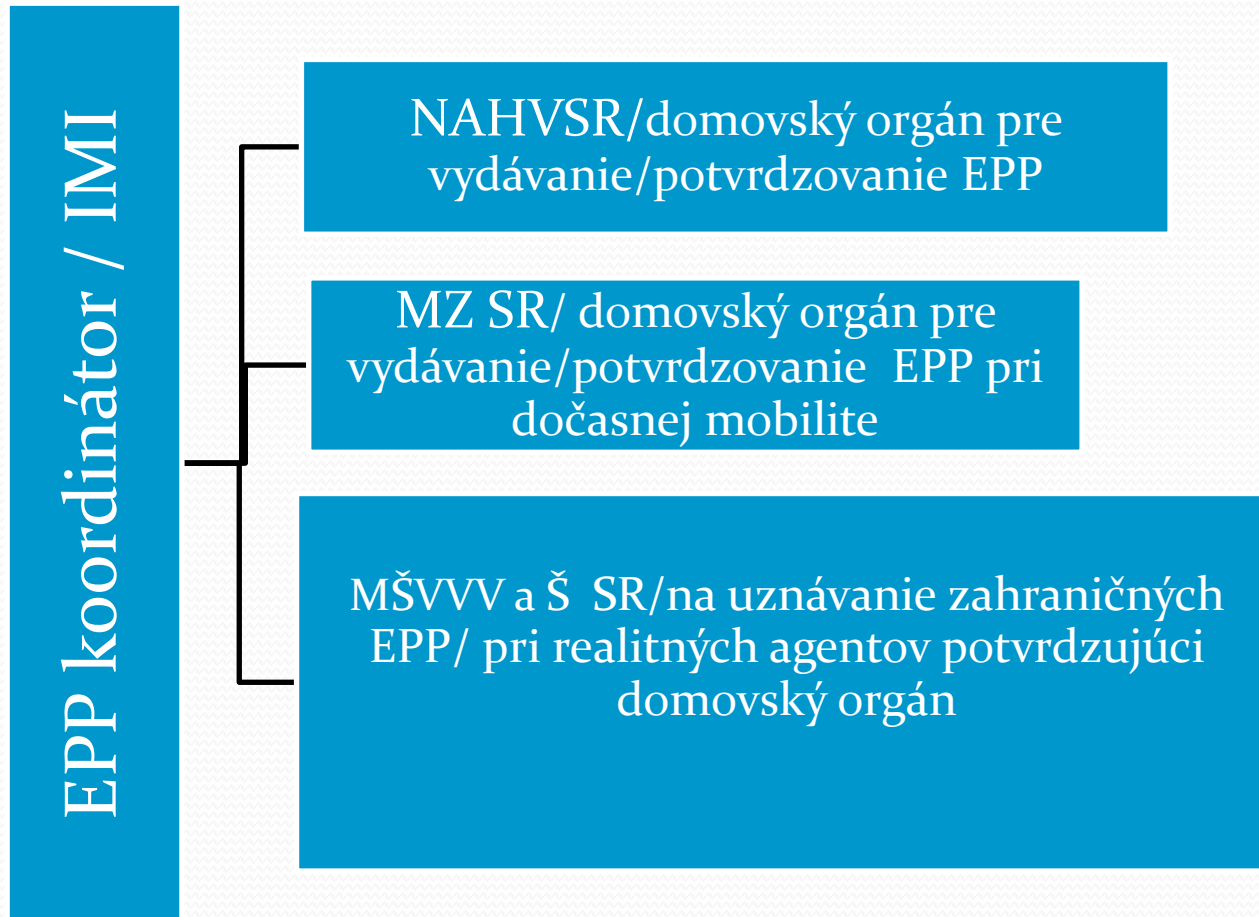 EPP koordinátor / IMI
NAHVSR/domovský orgán pre
vydávanie/potvrdzovanie EPP
MZ SR/ domovský orgán pre
vydávanie/potvrdzovanie EPP pri
dočasnej mobilite
MŠVVV a Š SR/na uznávanie zahraničných
EPP/ pri realitných agentov potvrdzujúci
domovský orgán